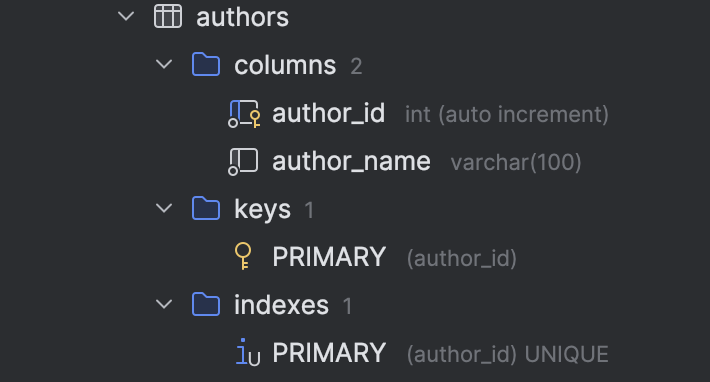 authors
columns 2
author_id int (auto increment)
author_name varchar(100)
keys 1
PRIMARY (author_id)
indexes 1
PRIMARY (author_id) UNIQUE